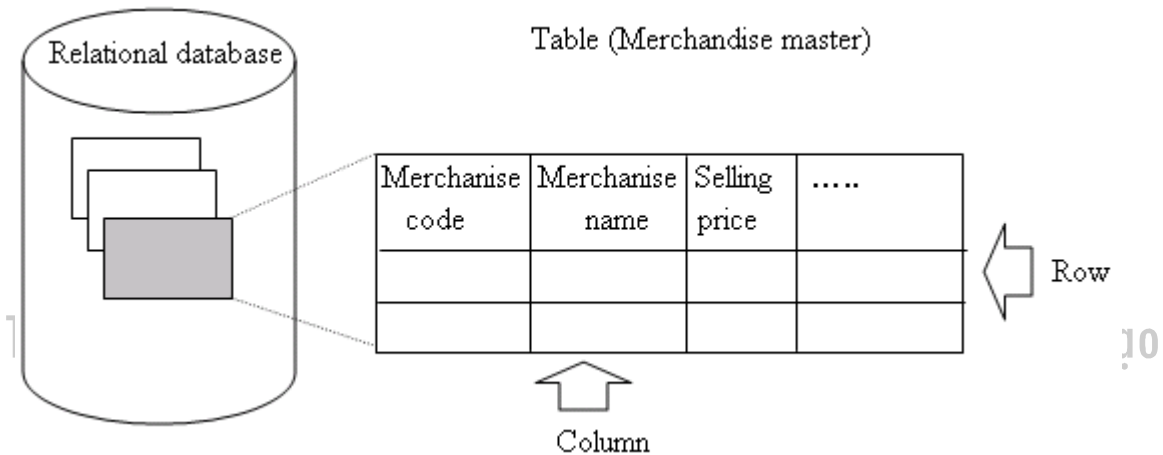 Relational database
Table (Merchandise master)
Merchanise code
Merchanise name
Selling price
.....
Row
Column